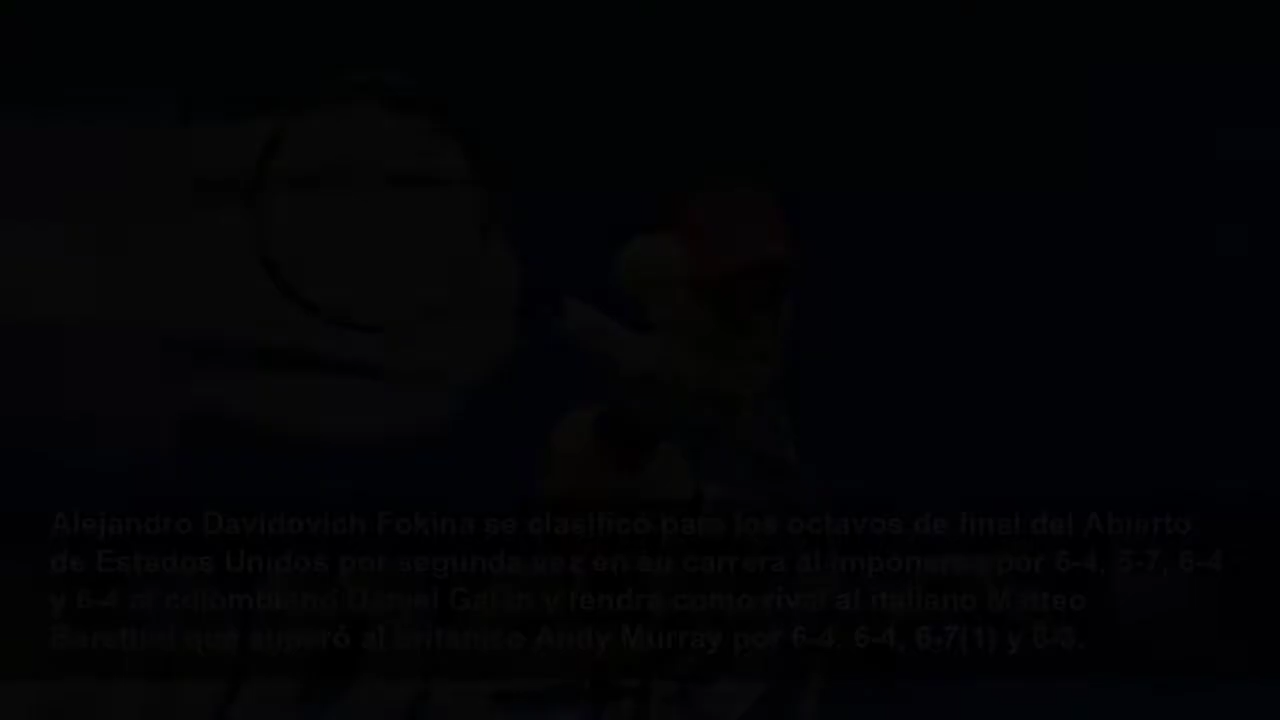 Alejandro Davidovich Fokina se clasificó para los octavos de final del Abierto
de Estados Unidos por segunda vez en su carrera al imponerse por 6-4, 5-7, 6-4
y 6-4 al colombiano Daniel Galán y tendrá como rival al italiano Matteo
Berrettini que superó al británico Andy Murray por 6-4, 6-4, 6-7(1) y 6-3.